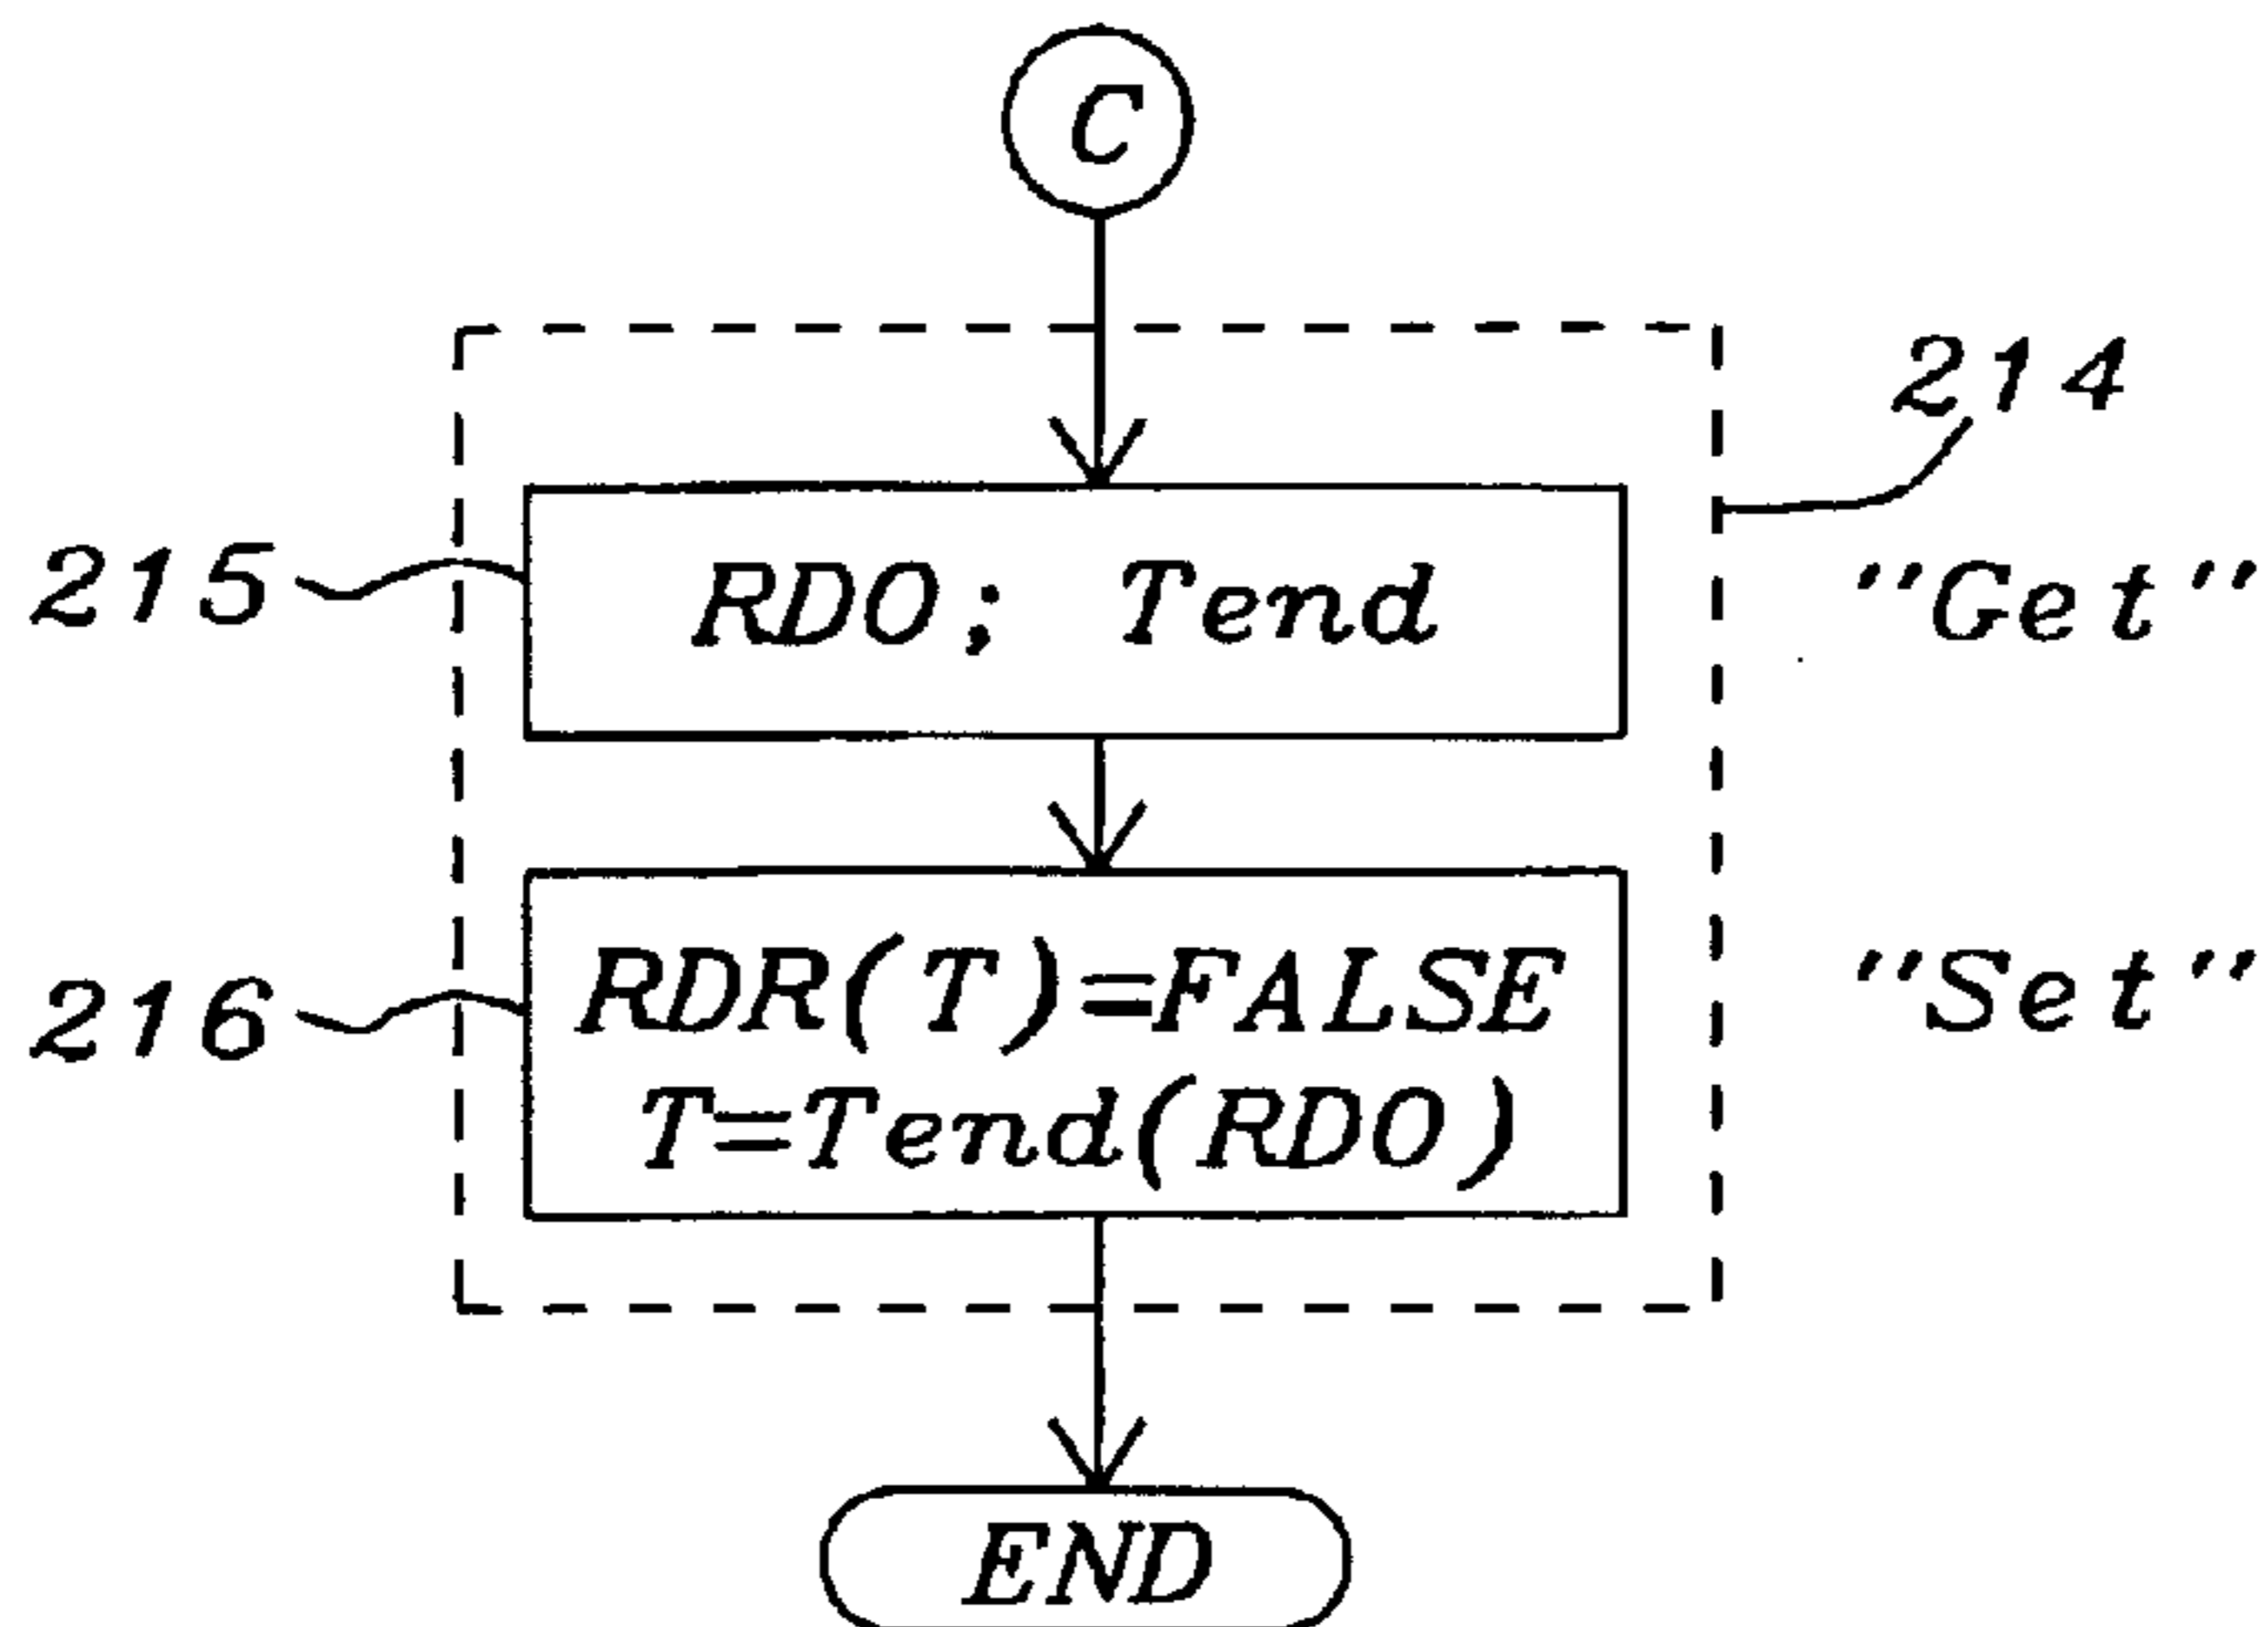 C
214
215
RDO; Tend
"Get"
216
RDR(T)=FALSE
T=Tend(RDO)
"Set"
END